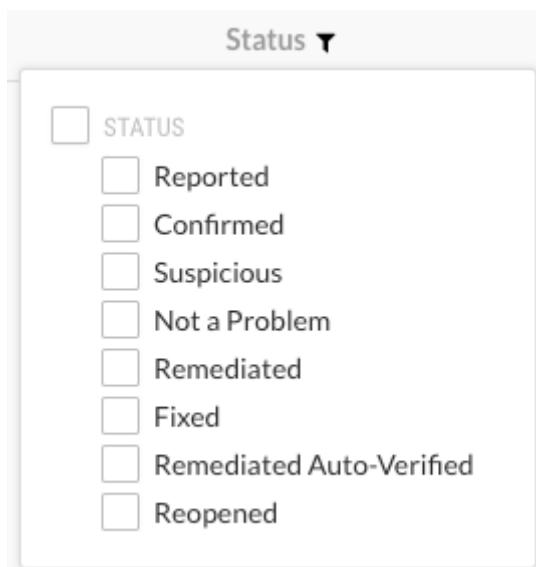 Status
STATUS
Reported
Confirmed
Suspicious
Not a Problem
Remediated
Fixed
Remediated Auto-Verified
Reopened